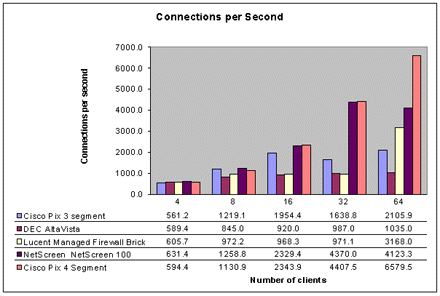 Connections per Second
Connections per second
7000.0
6000.0
5000.0
4000.0
3000.0
2000.0
1000.0
4 8 16 32 64
Cisco Pix 3 segment 561.2 1219.1 1954.4 1638.8 2105.9
DEC AltaVista 589.4 845.0 920.0 987.0 1035.0
Lucent Managed Firewall Brick 605.7 972.2 968.3 971.1 3168.0
NetScreen NetScreen 100 631.4 1258.8 2329.4 4370.0 4123.3
Cisco Pix 4 Segment 594.4 1130.9 2343.9 4407.5 6579.5
Number of clients